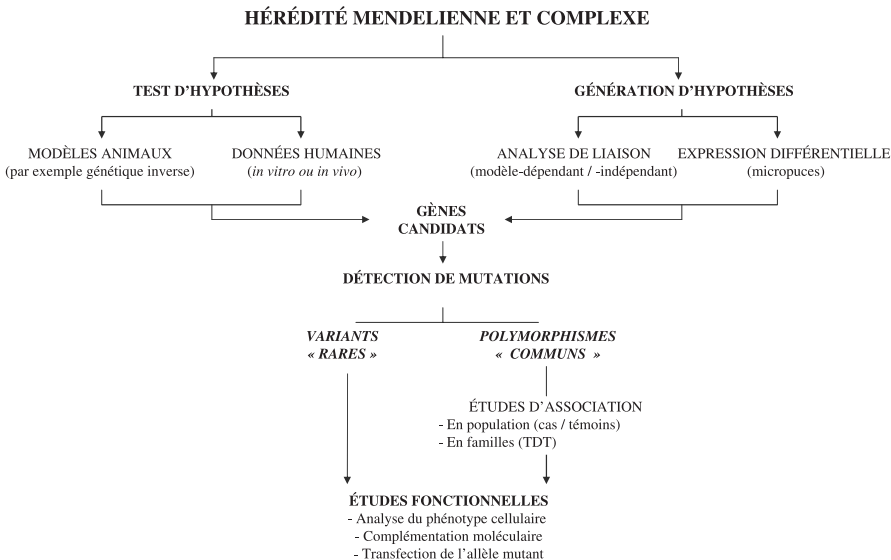 HÉRÉDITÉ MENDELIENNE ET COMPLEXE
TEST D'HYPOTHÈSES
GÉNÉRATION D'HYPOTHÈSES
MODÈLES ANIMAUX
(par exemple génétique inverse)
DONNÉES HUMAINES
(in vitro ou in vivo)
ANALYSE DE LIAISON
(modèle-dépendant / -indépendant)
EXPRESSION DIFFÉRENTIELLE
(micropuces)
GÈNES
CANDIDATS
DÉTECTION DE MUTATIONS
VARIANTS
« RARES »
POLYMORPHISMES
« COMMUNS »
ÉTUDES D'ASSOCIATION
- En population (cas / témoins)
- En familles (TDT)
ÉTUDES FONCTIONNELLES
- Analyse du phénotype cellulaire
- Complémentation moléculaire
- Transfection de l'allèle mutant